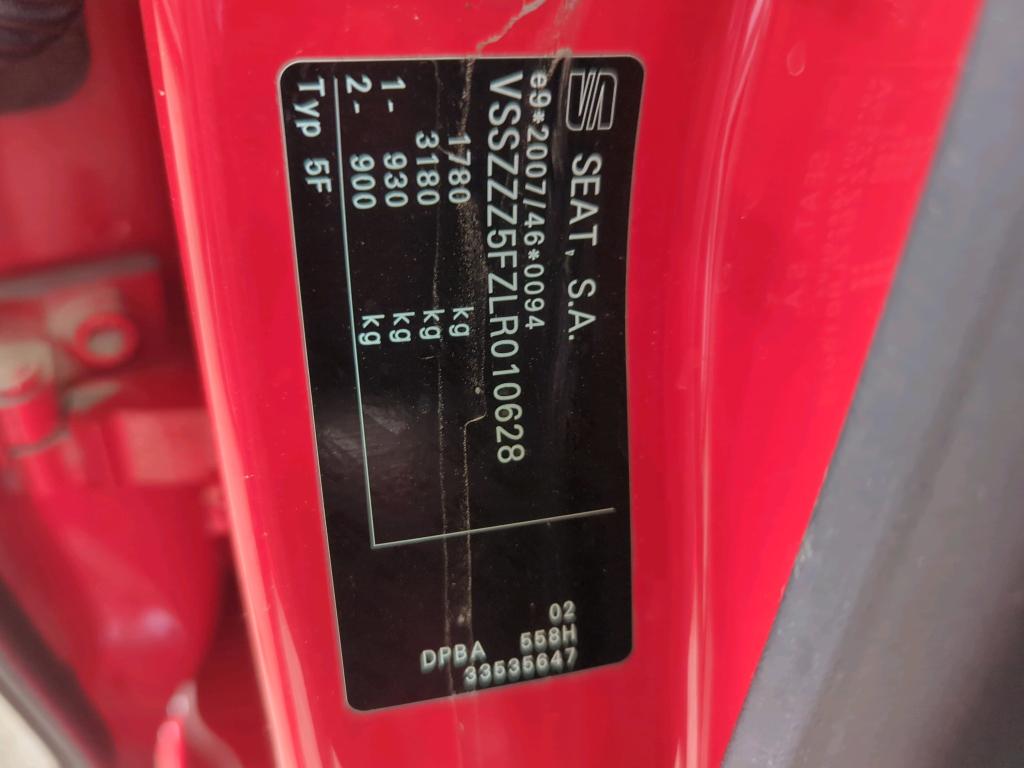 SEAT, S.A.
e9*2007/46*0094
VSSZZZ5FZLR010628
1780 kg
3180 kg
1- 930 kg
2- 900 kg
Typ 5F
02
558H
33535647
DPBA